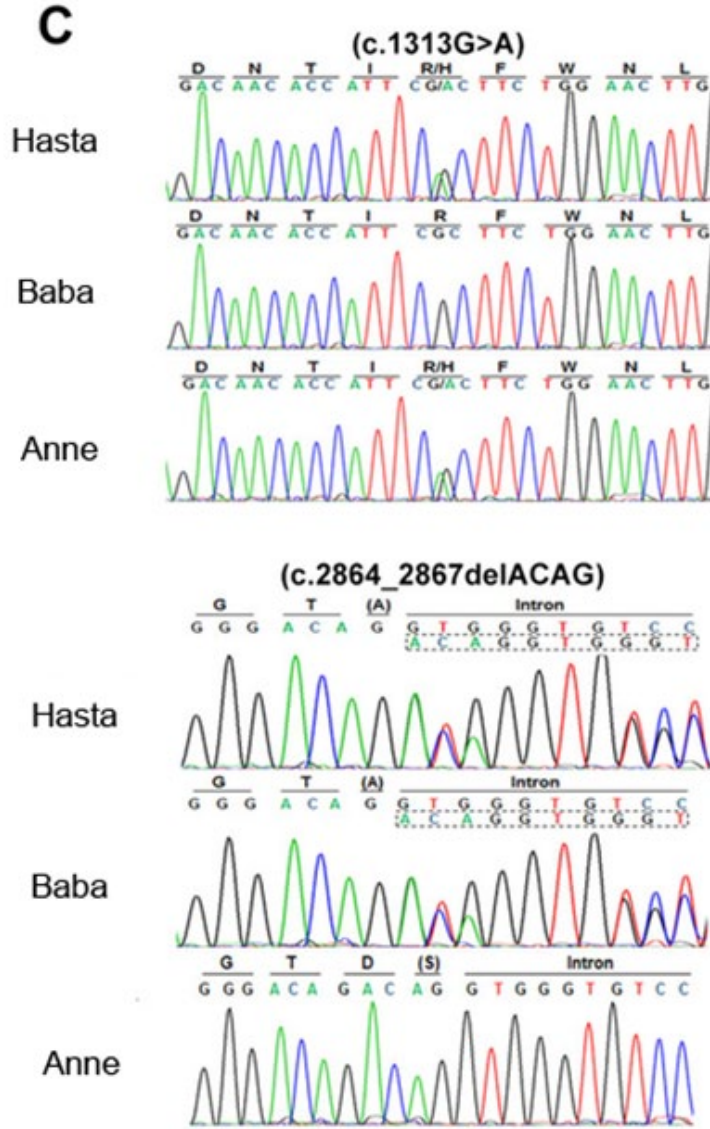 C
(c.1313G>A)
D N T I R/H F W N L
GAC AAC ACC ATT CG/AC TTC TGG AAC TTG
Hasta
D N T I R F W N L
GAC AAC ACC ATT CGC TTC TGG AAC TTG
Baba
D N T I R/H F W N L
GAC AAC ACC ATT CG/AC TTC TGG AAC TTG
Anne
(c.2864_2867delACAG)
G T (A) Intron
G G G A C A G G T G G G T G T C C
A C A G G T G G G T
Hasta
G T (A) Intron
G G G A C A G G T G G G T G T C C
A C A G G T G G G T
Baba
G T D (S) Intron
G G G A C A G A C A G G T G G G T G T C C
Anne